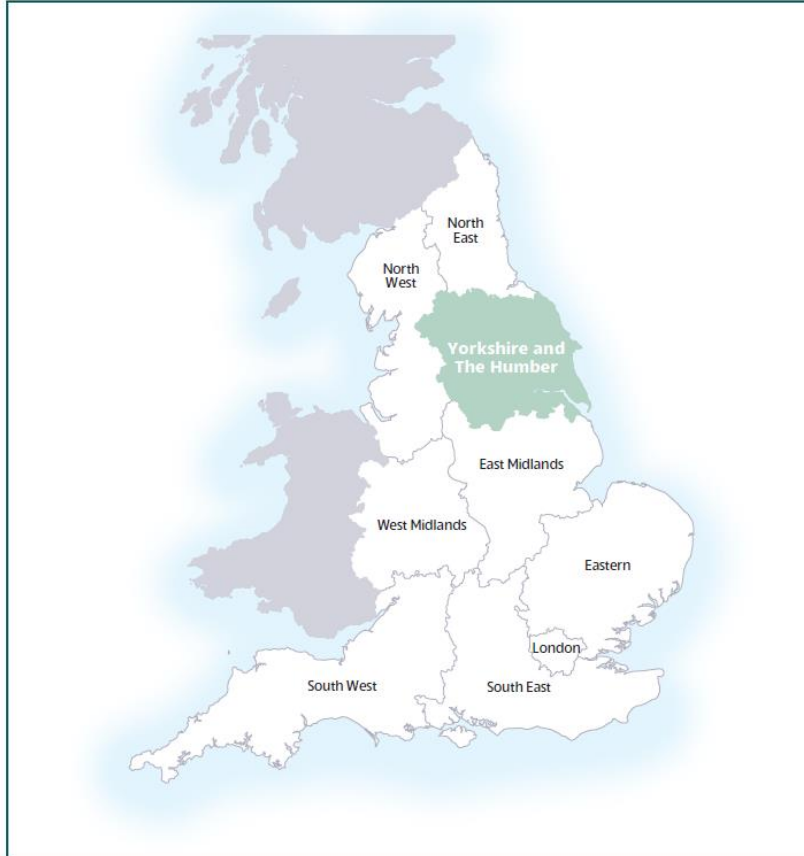 North
East
North
West
Yorkshire and
The Humber
East Midlands
West Midlands
Eastern
London
South West
South East